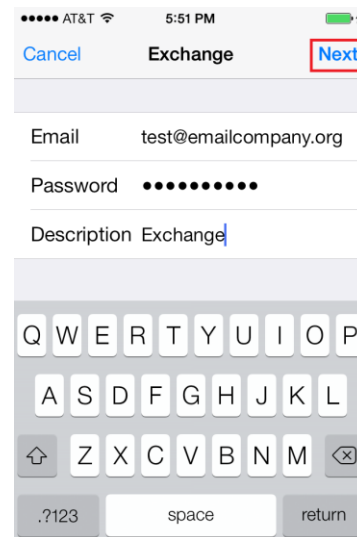 AT&T 5:51 PM
Cancel Exchange Next
Email test@emailcompany.org
Password ••••••••••
Description Exchange
Q W E R T Y U I O P
A S D F G H J K L
Z X C V B N M
.?123 space return